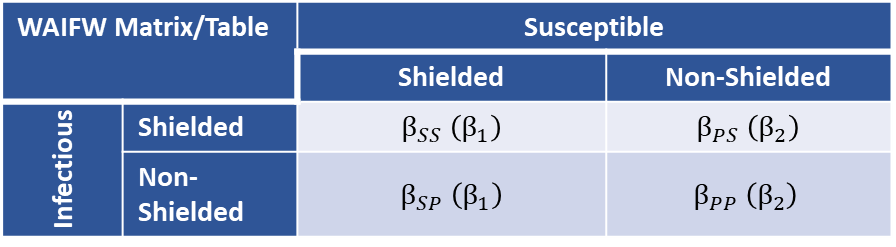 WAIFW Matrix/Table
Susceptible
Shielded
Non-Shielded
Infectious
Shielded
β𝑆𝑆 (β1)
β𝑃𝑆 (β2)
Non-
Shielded
β𝑆𝑃 (β1)
β𝑃𝑃 (β2)